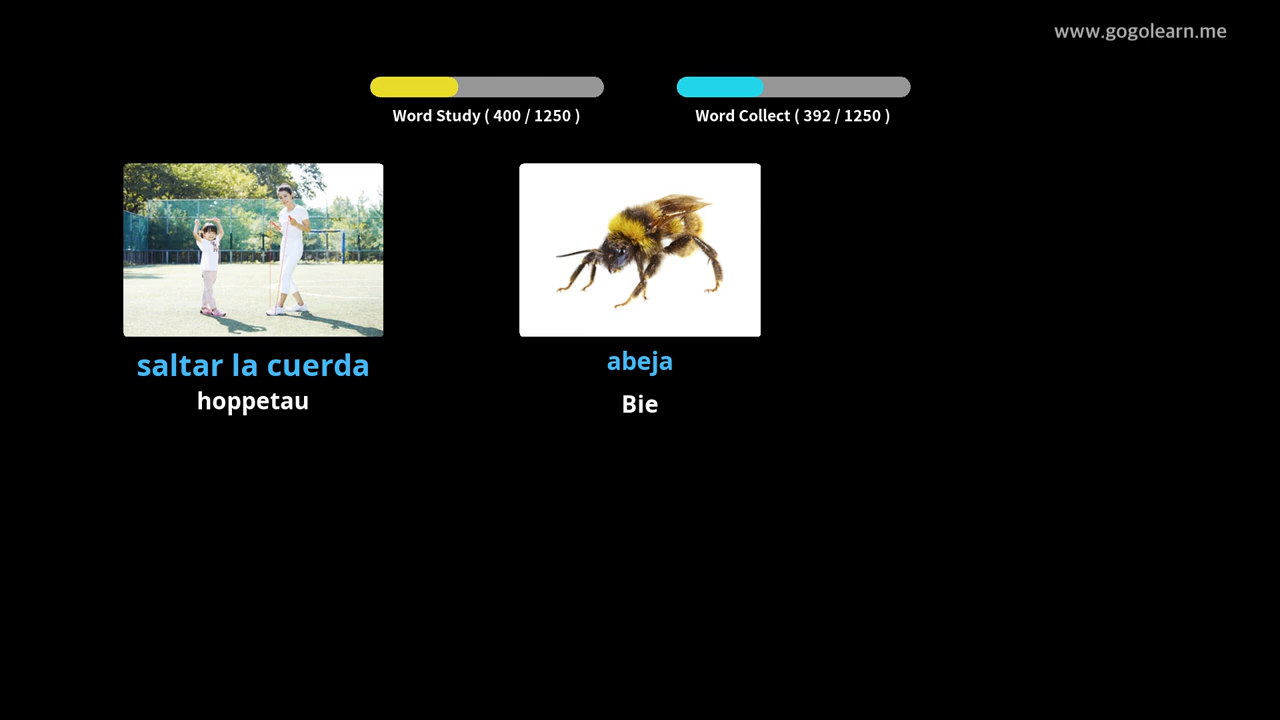 www.gogolearn.me
Word Study ( 400 / 1250 )
Word Collect ( 392 / 1250 )
saltar la cuerda
hoppetau
abeja
Bie